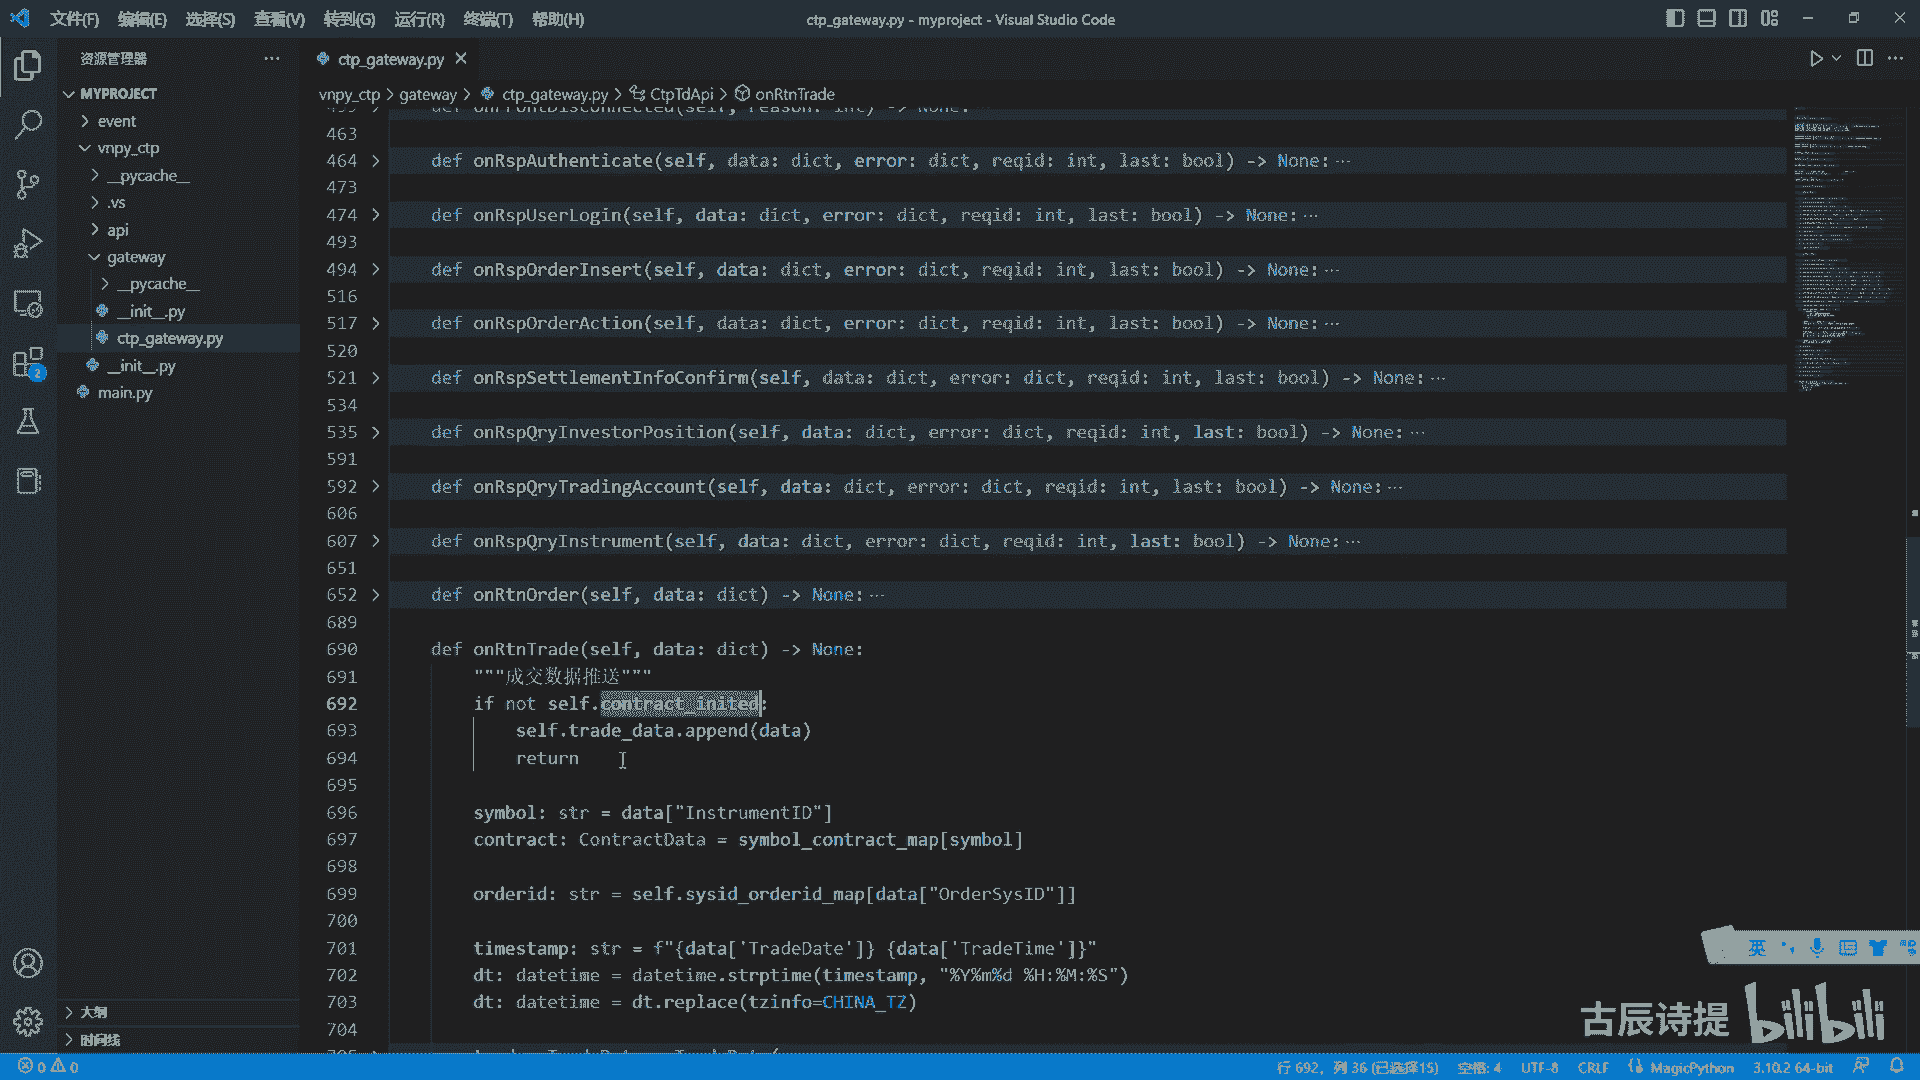 文件(F) 编辑(E) 选择(S) 查看(V) 转到(G) 运行(R) 终端(T) 帮助(H) ctp_gateway.py - myproject - Visual Studio Code
资源管理器
MYPROJECT
event
vnpy_ctp
__pycache__
.vs
api
gateway
__pycache__
__init__.py
ctp_gateway.py
__init__.py
main.py
大纲
时间线
ctp_gateway.py
vnpy_ctp > gateway > ctp_gateway.py > CtpTdApi > onRtnTrade
463
464 def onRspAuthenticate(self, data: dict, error: dict, reqid: int, last: bool) -> None:…
473
474 def onRspUserLogin(self, data: dict, error: dict, reqid: int, last: bool) -> None:…
493
494 def onRspOrderInsert(self, data: dict, error: dict, reqid: int, last: bool) -> None:…
516
517 def onRspOrderAction(self, data: dict, error: dict, reqid: int, last: bool) -> None:…
520
521 def onRspSettlementInfoConfirm(self, data: dict, error: dict, reqid: int, last: bool) -> None:…
534
535 def onRspQryInvestorPosition(self, data: dict, error: dict, reqid: int, last: bool) -> None:…
591
592 def onRspQryTradingAccount(self, data: dict, error: dict, reqid: int, last: bool) -> None:…
606
607 def onRspQryInstrument(self, data: dict, error: dict, reqid: int, last: bool) -> None:…
651
652 def onRtnOrder(self, data: dict) -> None:…
689
690 def onRtnTrade(self, data: dict) -> None:
691 """成交数据推送"""
692 if not self.contract_inited:
693 self.trade_data.append(data)
694 return
695
696 symbol: str = data["InstrumentID"]
697 contract: ContractData = symbol_contract_map[symbol]
698
699 orderid: str = self.sysid_orderid_map[data["OrderSysID"]]
700
701 timestamp: str = f"{data['TradeDate']} {data['TradeTime']}"
702 dt: datetime = datetime.strptime(timestamp, "%Y%m%d %H:%M:%S")
703 dt: datetime = dt.replace(tzinfo=CHINA_TZ)
704
2
英
古辰诗提 bilibili
0 0 行 692，列 36 (已选择15) 空格: 4 UTF-8 CRLF MagicPython 3.10.2 64-bit